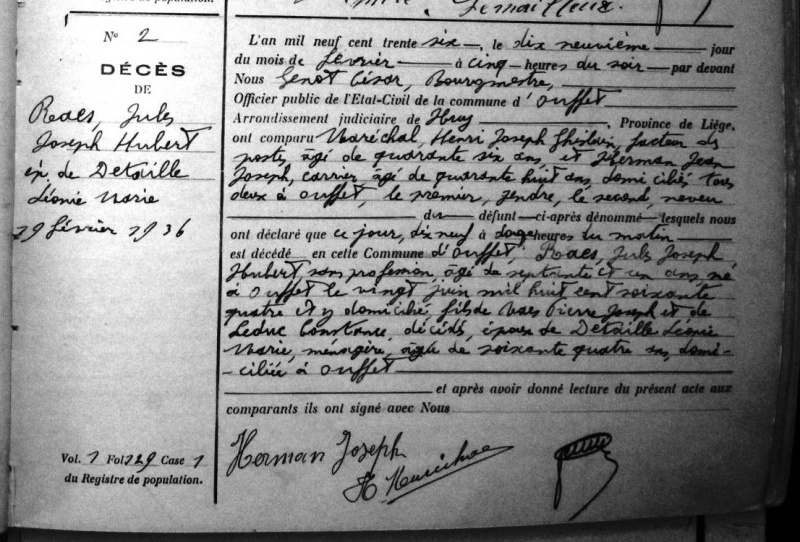 Registre de population.
Nº 2
DÉCÈS
DE
Raes, Jules
Joseph Hubert
ép. de Detaille
Léonie Marie
19 février 1936
Vol. 1 Fol. 129 Case 1
du Registre de population.
L'an mil neuf cent trente six, le dix neuvième jour
du mois de février à cinq heures du soir par devant
Nous Genot César, Bourgmestre,
Officier public de l'Etat-Civil de la commune d'Ouffet
Arrondissement judiciaire de Huy, Province de Liége,
ont comparu Maréchal, Henri Joseph Ghislain, facteur des
postes, âgé de quarante six ans, et Herman Jean
Joseph, carrier âgé de quarante huit ans, domiciliés tous
deux à Ouffet, le premier, gendre, le second, neveu
du défunt ci-après dénommé lesquels nous
ont déclaré que ce jour, dix neuf à heures du matin
est décédé en cette Commune d'Ouffet, Raes, Jules Joseph
Hubert, sans profession, âgé de septante et un ans, né
à Ouffet le vingt juin mil huit cent soixante
quatre et y domicilié, fils de Raes Pierre Joseph et de
Leduc Constance, décédés, époux de Detaille Léonie
Marie, ménagère, âgée de soixante quatre ans, domi-
-ciliée à Ouffet
et après avoir donné lecture du présent acte aux
comparants ils ont signé avec Nous
Herman Joseph
H Maréchal